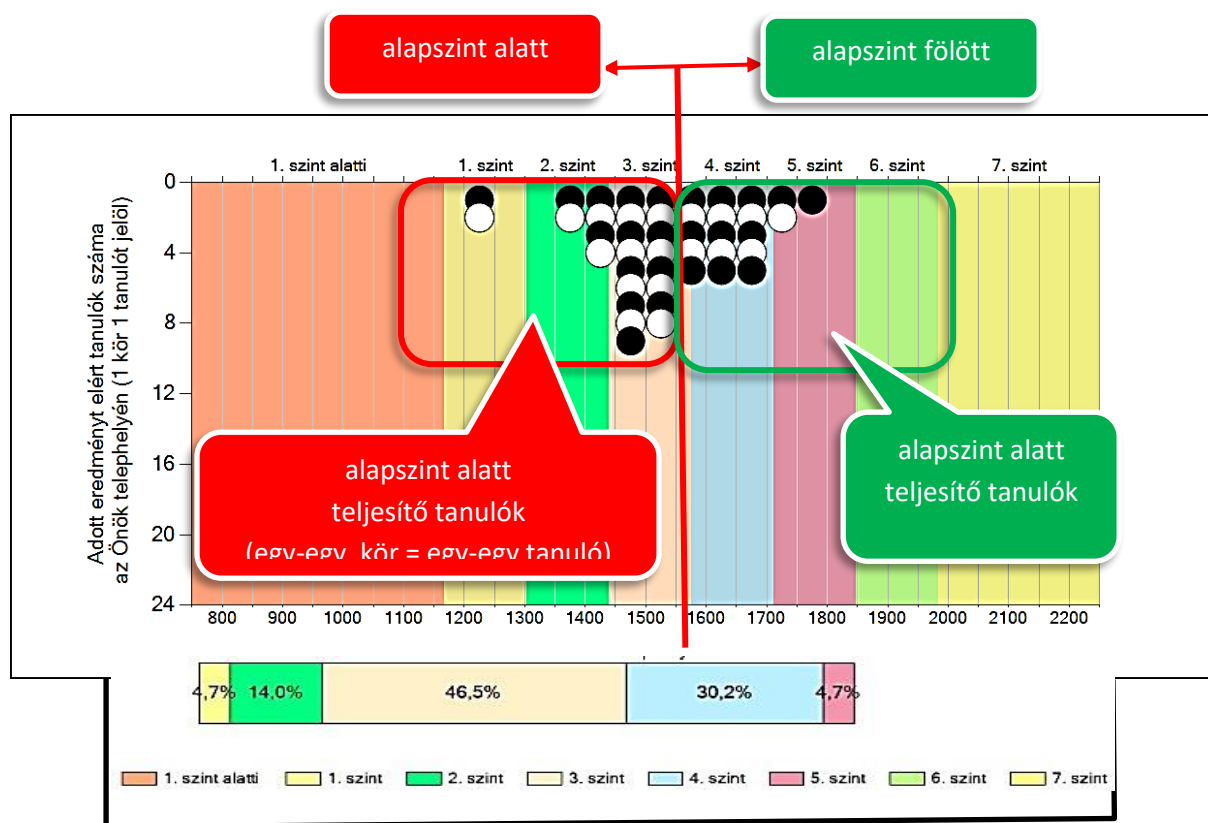 alapszint alatt
alapszint fölött
1. szint alatti
1. szint
2. szint
3. szint
4. szint
5. szint
6. szint
7. szint
Adott eredményt elért tanulók száma
az Önök telephelyén (1 kör 1 tanulót jelöl)
0
4
8
12
16
20
24
alapszint alatt
teljesítő tanulók
(egy-egy kör = egy-egy tanuló)
alapszint alatt
teljesítő tanulók
800 900 1000 1100 1200 1300 1400 1500 1600 1700 1800 1900 2000 2100 2200
4,7% 14,0% 46,5% 30,2% 4,7%
1. szint alatti 1. szint 2. szint 3. szint 4. szint 5. szint 6. szint 7. szint